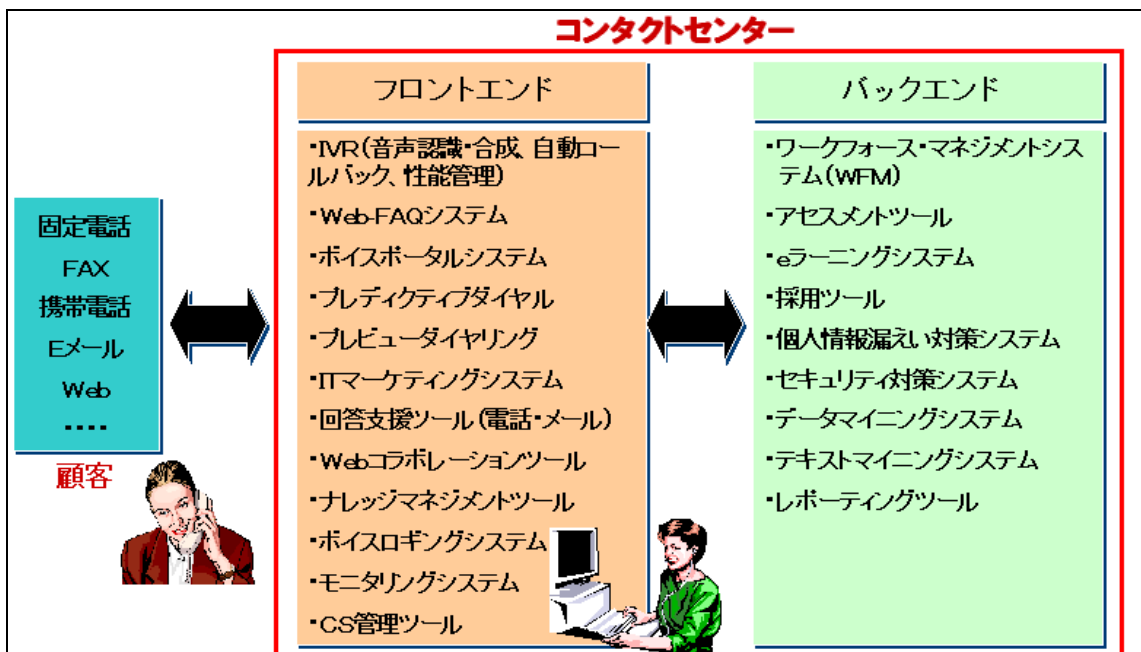 コンタクトセンター
固定電話
FAX
携帯電話
Eメール
Web
・・・・
顧客
フロントエンド
・IVR(音声認識・合成、自動コー
ルバック、性能管理)
・Web-FAQシステム
・ボイスポータルシステム
・プレディクティブダイヤル
・プレビューダイヤリング
・ITマーケティングシステム
・回答支援ツール(電話・メール)
・Webコラボレーションツール
・ナレッジマネジメントツール
・ボイスロギングシステム
・モニタリングシステム
・CS管理ツール
バックエンド
・ワークフォース・マネジメントシス
テム(WFM)
・アセスメントツール
・eラーニングシステム
・採用ツール
・個人情報漏えい対策システム
・セキュリティ対策システム
・データマイニングシステム
・テキストマイニングシステム
・レポーティングツール